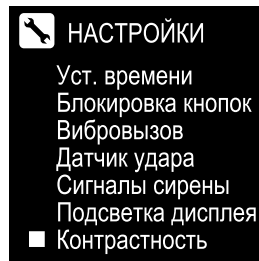 НАСТРОЙКИ
Уст. времени
Блокировка кнопок
Вибровызов
Датчик удара
Сигналы сирены
Подсветка дисплея
Контрастность